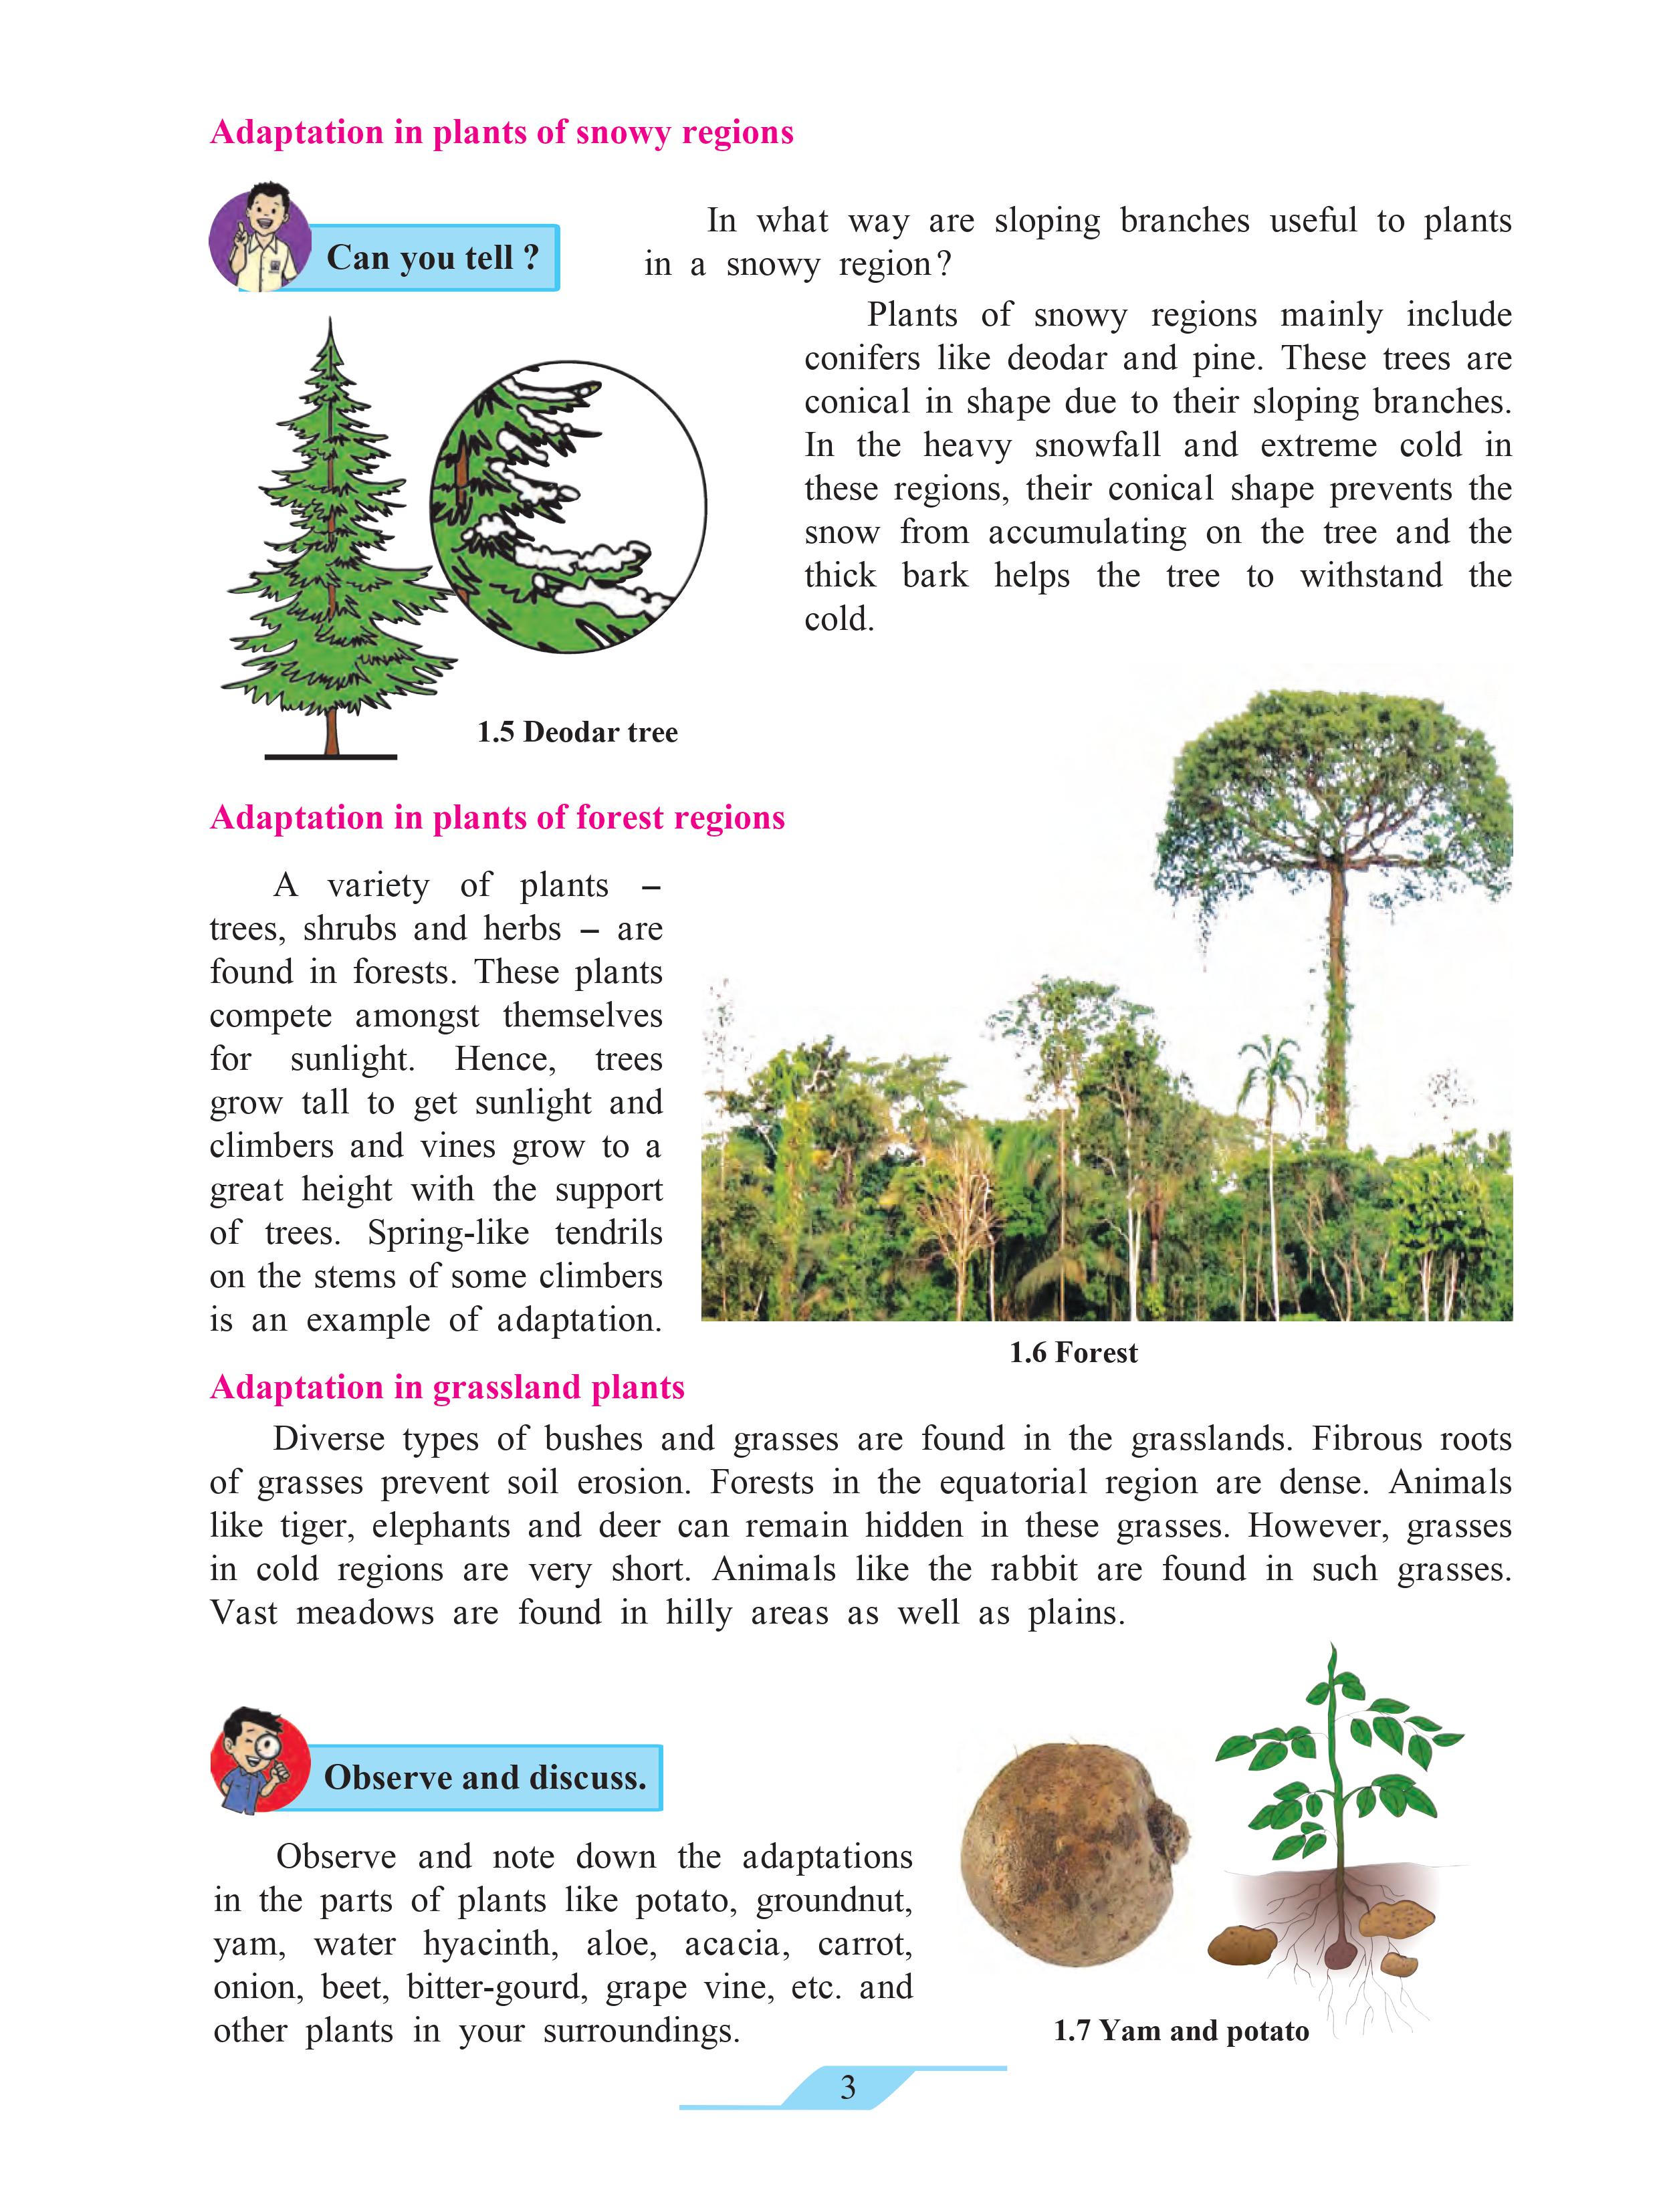 Adaptation in plants of snowy regions
Can you tell ?
In what way are sloping branches useful to plants
in a snowy region?
Plants of snowy regions mainly include
conifers like deodar and pine. These trees are
conical in shape due to their sloping branches.
In the heavy snowfall and extreme cold in
these regions, their conical shape prevents the
snow from accumulating on the tree and the
thick bark helps the tree to withstand the
cold.
1.5 Deodar tree
Adaptation in plants of forest regions
A variety of plants –
trees, shrubs and herbs – are
found in forests. These plants
compete amongst themselves
for sunlight. Hence, trees
grow tall to get sunlight and
climbers and vines grow to a
great height with the support
of trees. Spring-like tendrils
on the stems of some climbers
is an example of adaptation.
1.6 Forest
Adaptation in grassland plants
Diverse types of bushes and grasses are found in the grasslands. Fibrous roots
of grasses prevent soil erosion. Forests in the equatorial region are dense. Animals
like tiger, elephants and deer can remain hidden in these grasses. However, grasses
in cold regions are very short. Animals like the rabbit are found in such grasses.
Vast meadows are found in hilly areas as well as plains.
Observe and discuss.
Observe and note down the adaptations
in the parts of plants like potato, groundnut,
yam, water hyacinth, aloe, acacia, carrot,
onion, beet, bitter-gourd, grape vine, etc. and
other plants in your surroundings.
1.7 Yam and potato
3